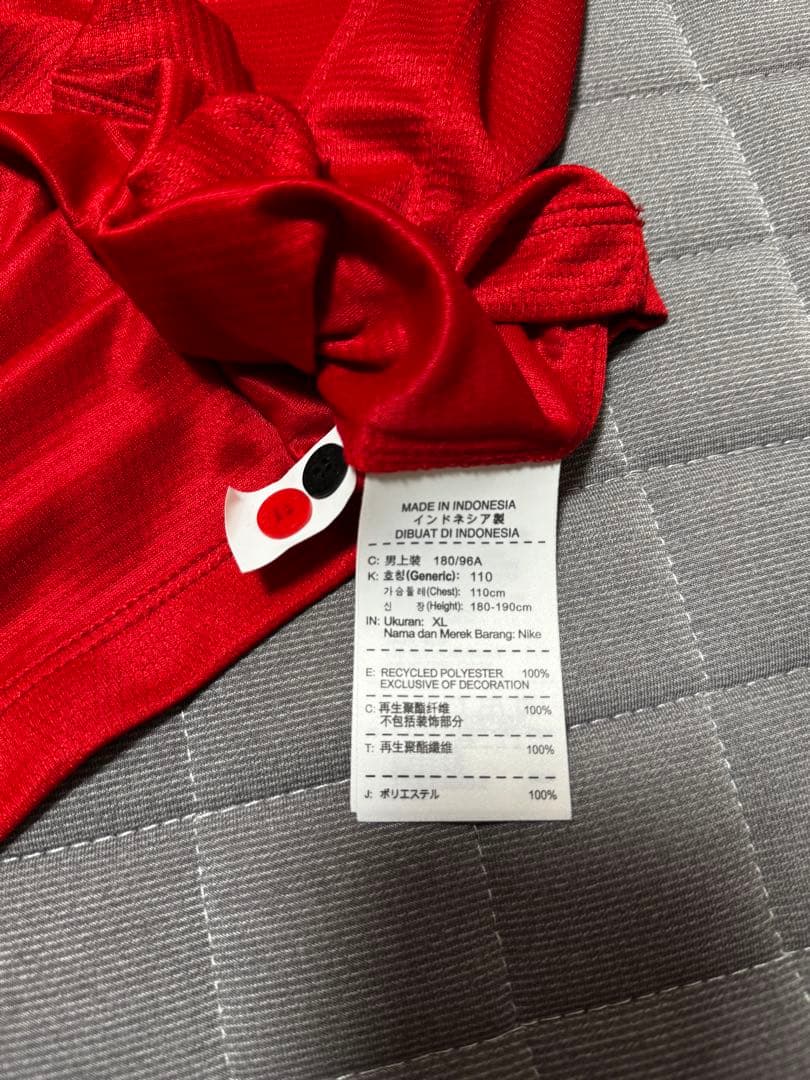 MADE IN INDONESIA
インドネシア製
DIBUAT DI INDONESIA
C: 男上装 180/96A
K: 호칭(Generic): 110
가슴둘레(Chest): 110cm
신 장(Height): 180-190cm
IN: Ukuran: XL
Nama dan Merek Barang: Nike
E: RECYCLED POLYESTER 100%
EXCLUSIVE OF DECORATION
C: 再生聚酯纤维 100%
不包括装饰部分
T: 再生聚酯纖維 100%
J: ポリエステル 100%